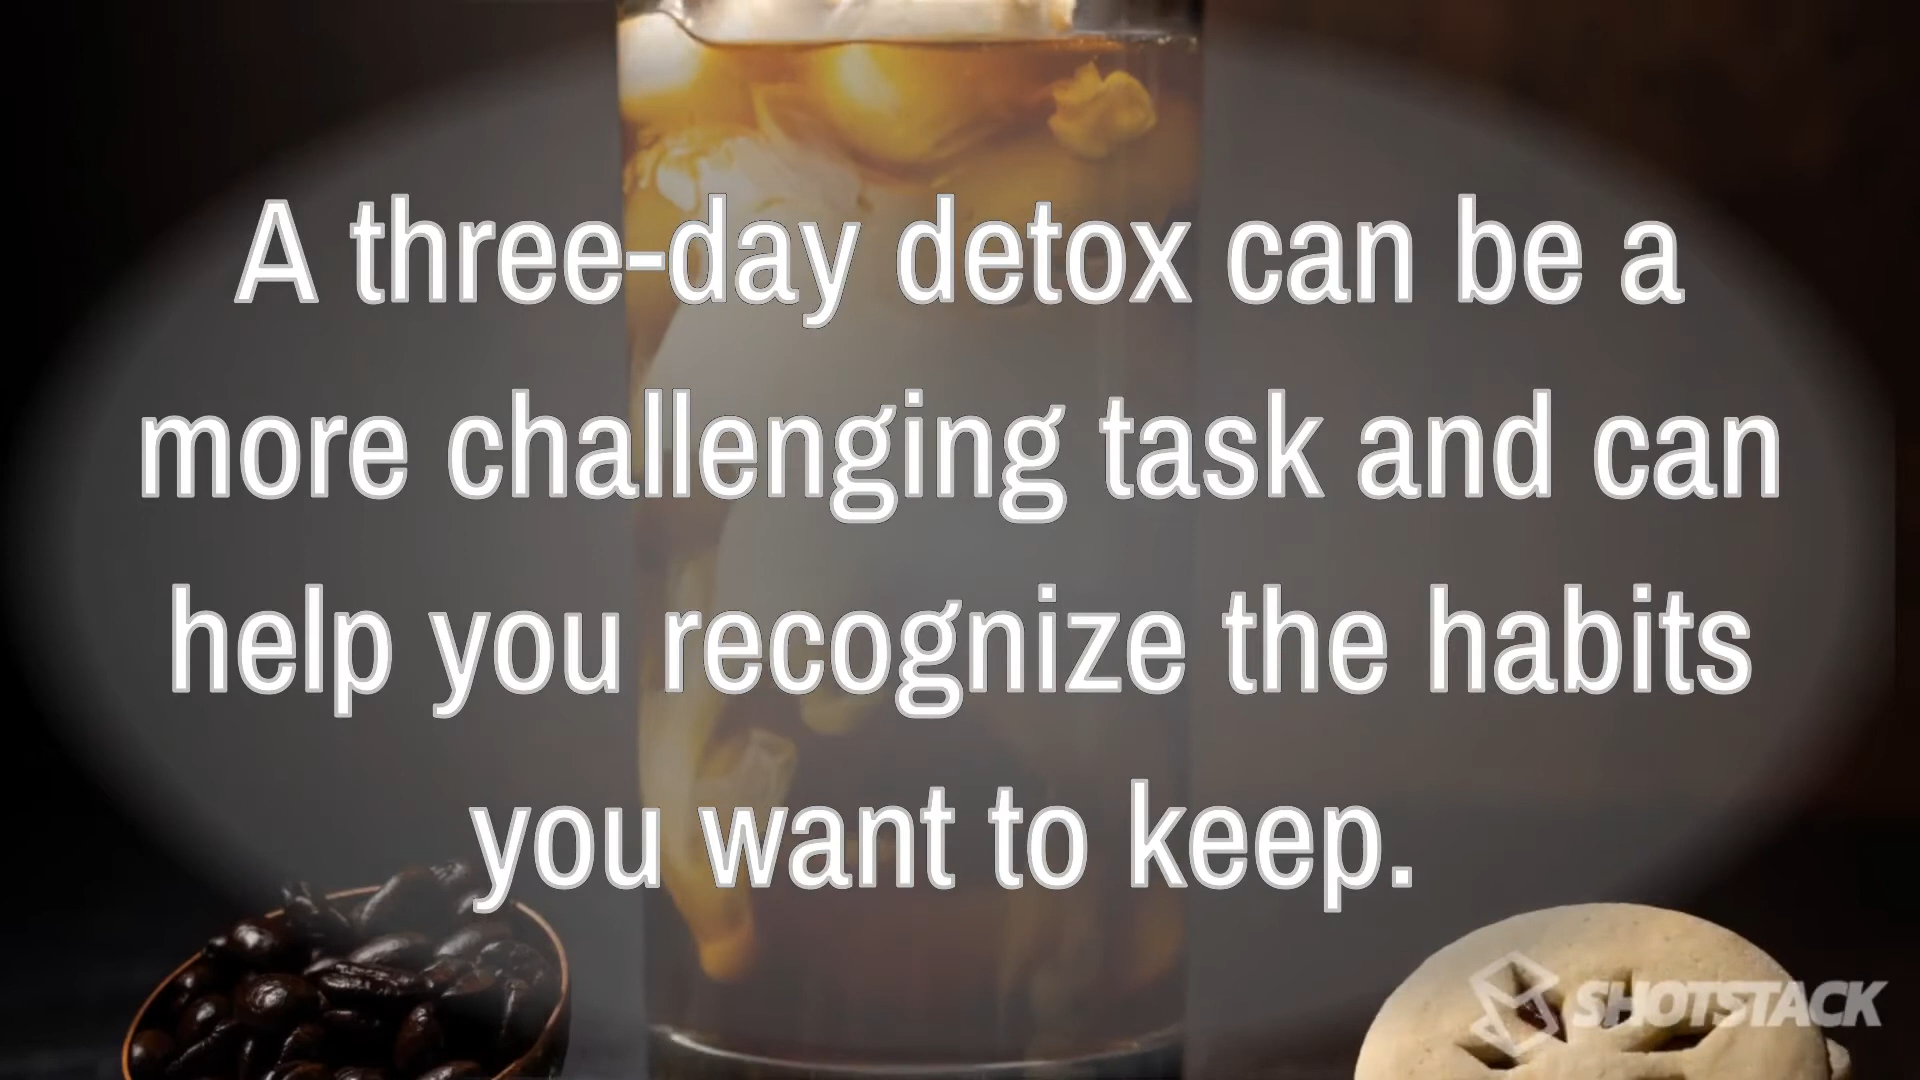 A three-day detox can be a
more challenging task and can
help you recognize the habits
you want to keep.
SHOTSTACK